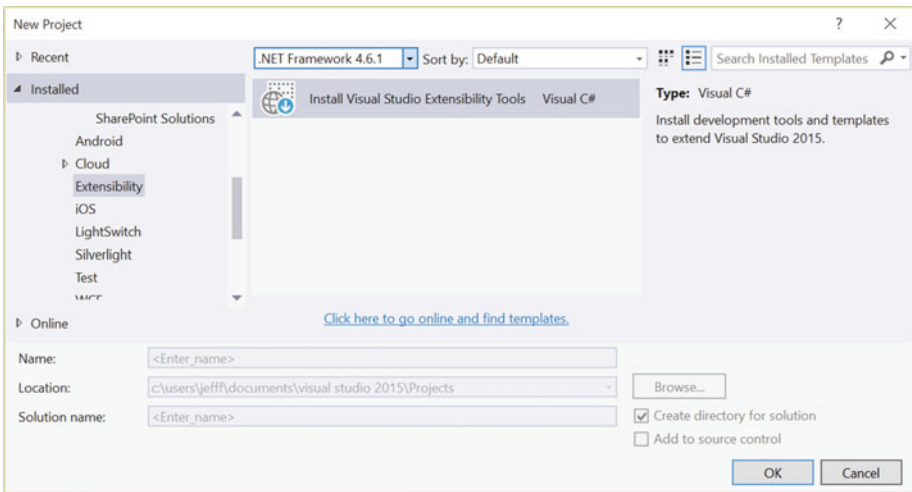 New Project
? ×
Recent
.NET Framework 4.6.1
Sort by: Default
Search Installed Templates
Installed
SharePoint Solutions
Android
Cloud
Extensibility
iOS
LightSwitch
Silverlight
Test
WCF
Online
Install Visual Studio Extensibility Tools Visual C#
Type: Visual C#
Install development tools and templates
to extend Visual Studio 2015.
Click here to go online and find templates.
Name: <Enter_name>
Location: c:\users\jefff\documents\visual studio 2015\Projects
Browse...
Solution name: <Enter_name>
Create directory for solution
Add to source control
OK
Cancel